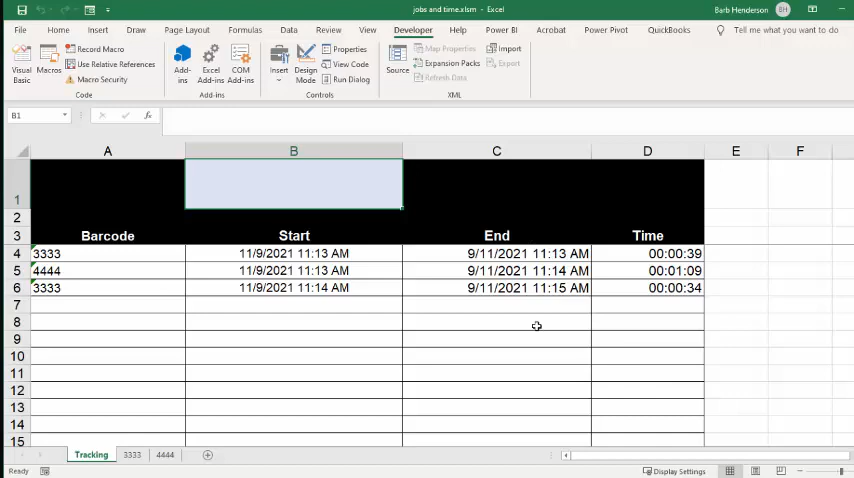 jobs and time.xlsm - Excel
Barb Henderson BH
File Home Insert Draw Page Layout Formulas Data Review View Developer Help Power BI Acrobat Power Pivot QuickBooks Tell me what you want to do
Visual Basic
Macros
Record Macro
Use Relative References
Macro Security
Code
Add-ins
Excel Add-ins
COM Add-ins
Add-ins
Insert
Design Mode
Properties
View Code
Run Dialog
Controls
Source
Map Properties
Expansion Packs
Refresh Data
Import
Export
XML
B1 fx
A B C D E F
1
2
3 Barcode Start End Time
4 3333 11/9/2021 11:13 AM 9/11/2021 11:13 AM 00:00:39
5 4444 11/9/2021 11:13 AM 9/11/2021 11:14 AM 00:01:09
6 3333 11/9/2021 11:14 AM 9/11/2021 11:15 AM 00:00:34
7
8
9
10
11
12
13
14
15
Tracking 3333 4444
Ready Display Settings